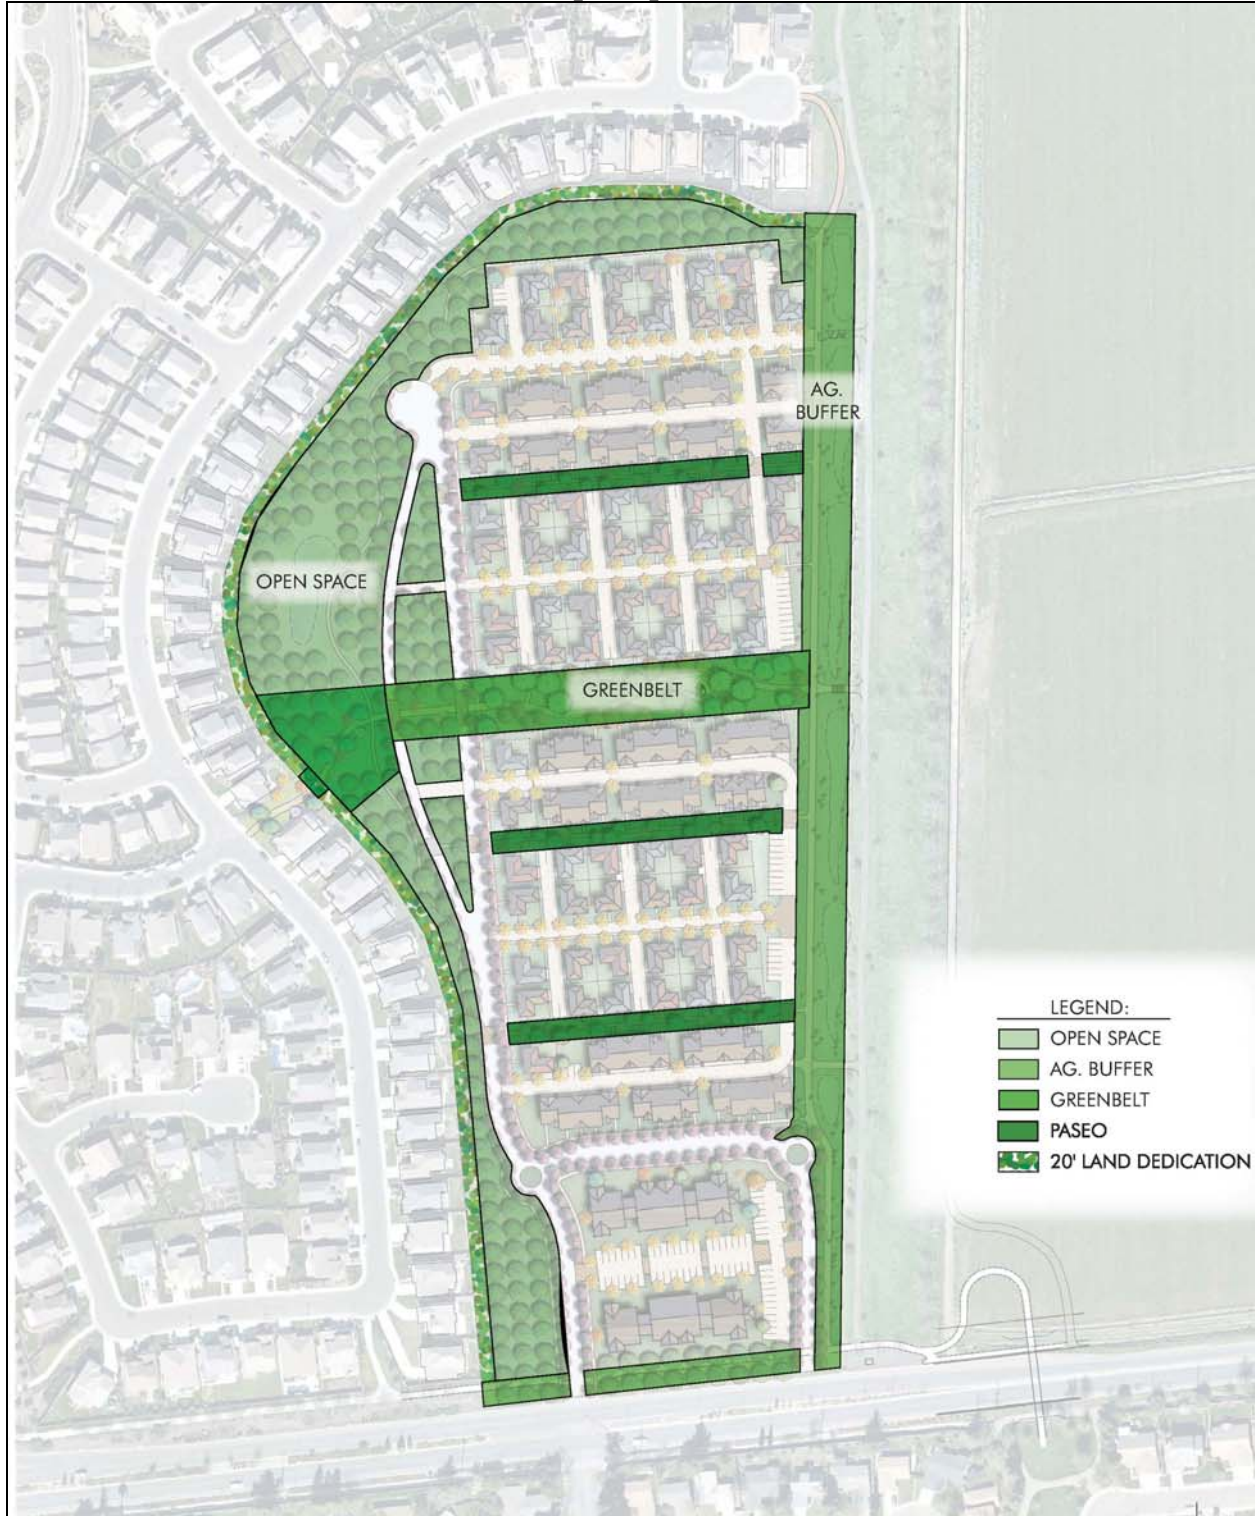 AG.
BUFFER
OPEN SPACE
GREENBELT
LEGEND:
OPEN SPACE
AG. BUFFER
GREENBELT
PASEO
20' LAND DEDICATION